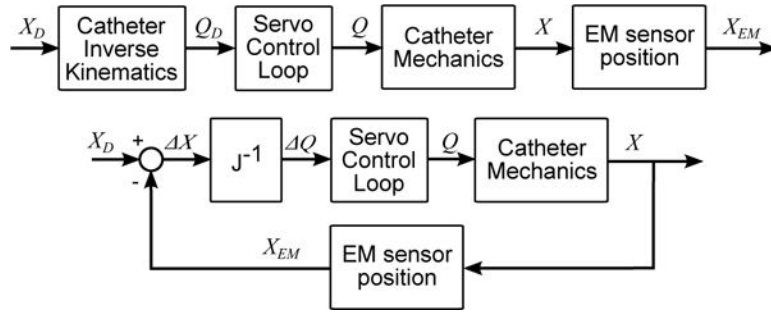 X_D
Catheter
Inverse
Kinematics
Q_D
Servo
Control
Loop
Q
Catheter
Mechanics
X
EM sensor
position
X_EM
X_D
+
-
ΔX
J⁻¹
ΔQ
Servo
Control
Loop
Q
Catheter
Mechanics
X
X_EM
EM sensor
position